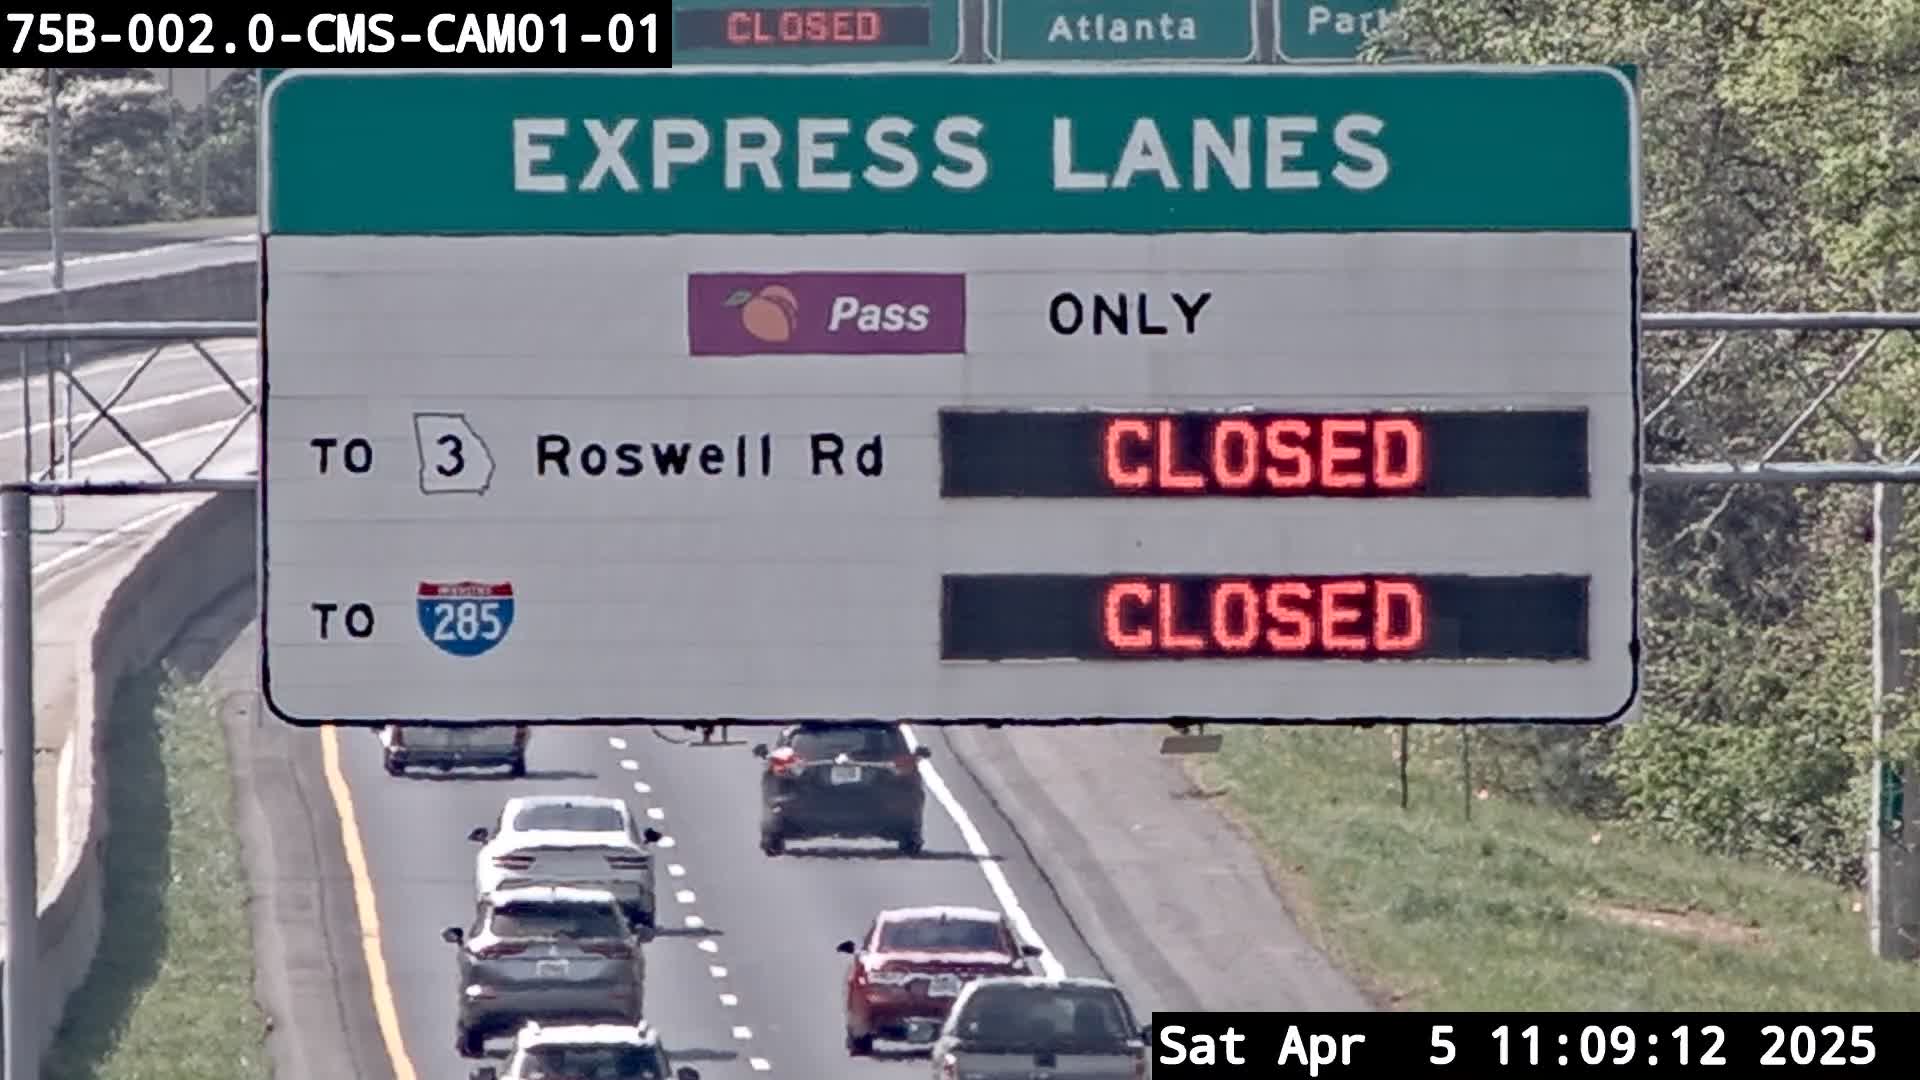 75B-002.0-CMS-CAM01-01
CLOSED
Atlanta
EXPRESS LANES
Pass ONLY
TO 3 Roswell Rd CLOSED
TO 285 CLOSED
Sat Apr 5 11:09:12 2025